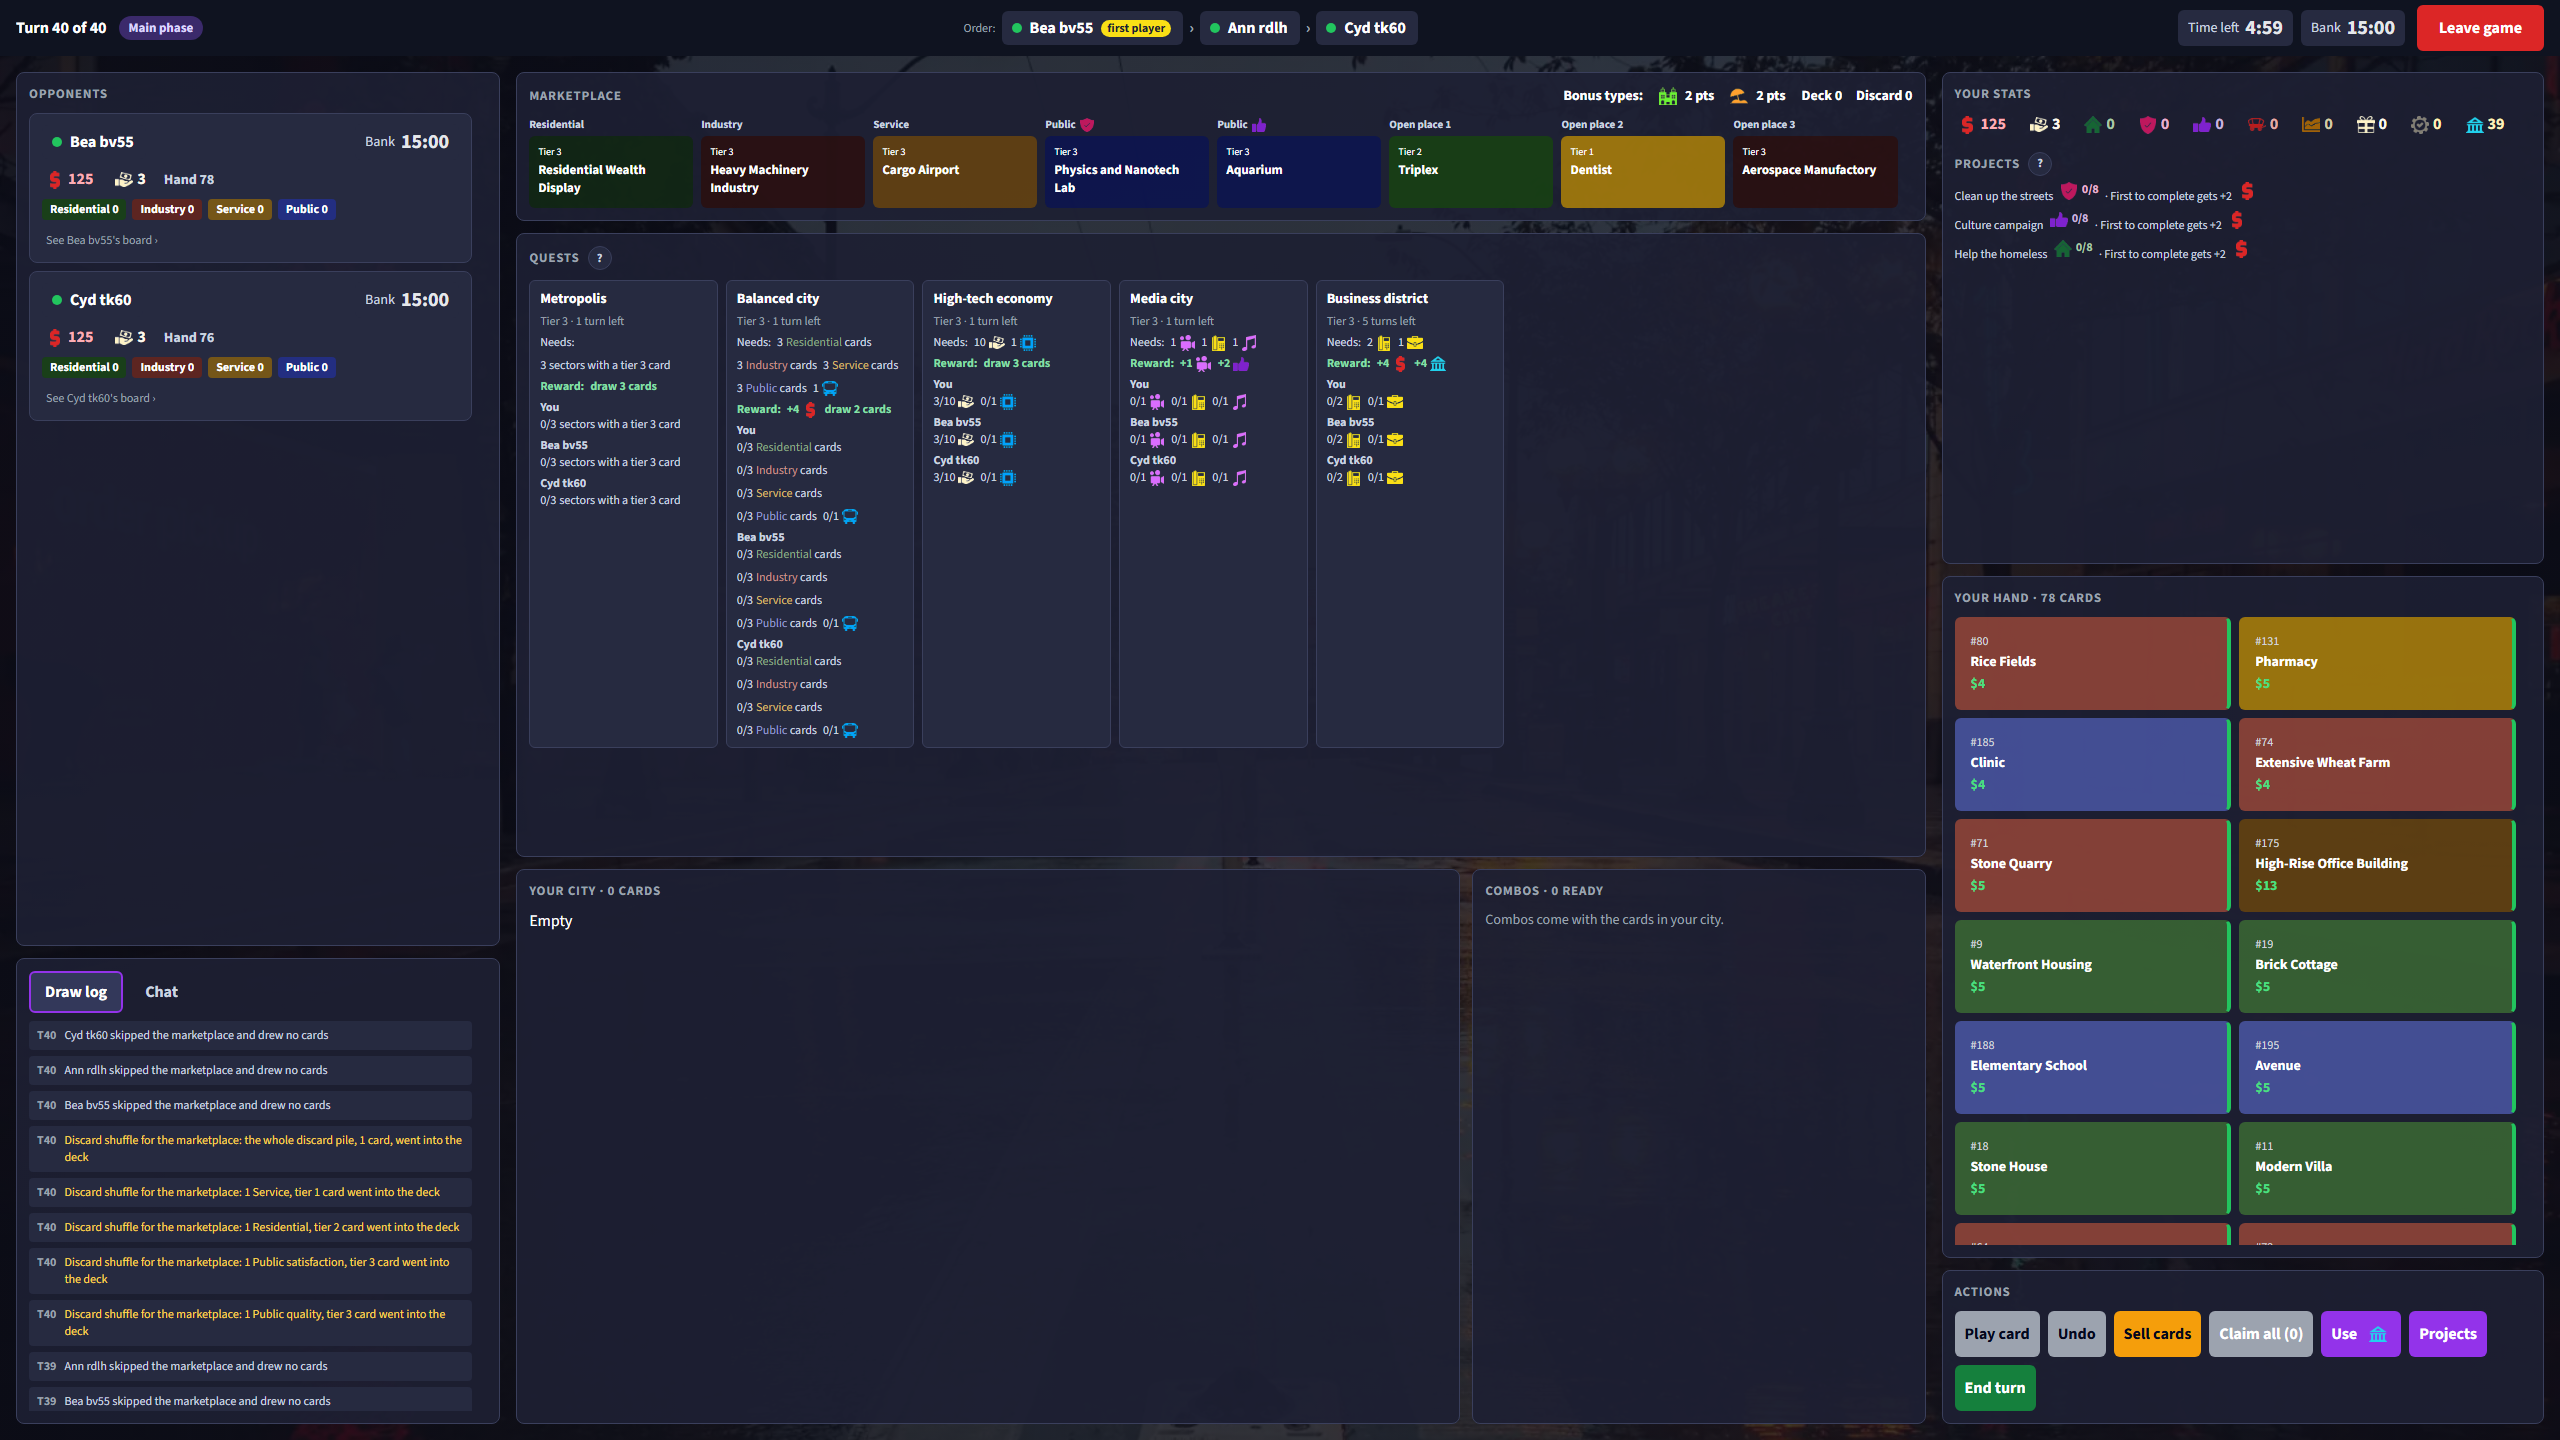 Turn 40 of 40 Main phase
Order: Bea bv55 first player › Ann rdlh › Cyd tk60
Time left 4:59 Bank 15:00 Leave game
OPPONENTS
Bea bv55 Bank 15:00
125 3 Hand 78
Residential 0 Industry 0 Service 0 Public 0
See Bea bv55's board ›
Cyd tk60 Bank 15:00
125 3 Hand 76
Residential 0 Industry 0 Service 0 Public 0
See Cyd tk60's board ›
Draw log Chat
T40 Cyd tk60 skipped the marketplace and drew no cards
T40 Ann rdlh skipped the marketplace and drew no cards
T40 Bea bv55 skipped the marketplace and drew no cards
T40 Discard shuffle for the marketplace: the whole discard pile, 1 card, went into the
deck
T40 Discard shuffle for the marketplace: 1 Service, tier 1 card went into the deck
T40 Discard shuffle for the marketplace: 1 Residential, tier 2 card went into the deck
T40 Discard shuffle for the marketplace: 1 Public satisfaction, tier 3 card went into
the deck
T40 Discard shuffle for the marketplace: 1 Public quality, tier 3 card went into the
deck
T39 Ann rdlh skipped the marketplace and drew no cards
T39 Bea bv55 skipped the marketplace and drew no cards
MARKETPLACE
Bonus types: 2 pts 2 pts Deck 0 Discard 0
Residential
Tier 3
Residential Wealth
Display
Industry
Tier 3
Heavy Machinery
Industry
Service
Tier 3
Cargo Airport
Public
Tier 3
Physics and Nanotech
Lab
Public
Tier 3
Aquarium
Open place 1
Tier 2
Triplex
Open place 2
Tier 1
Dentist
Open place 3
Tier 3
Aerospace Manufactory
QUESTS ?
Metropolis
Tier 3 · 1 turn left
Needs:
3 sectors with a tier 3 card
Reward: draw 3 cards
You
0/3 sectors with a tier 3 card
Bea bv55
0/3 sectors with a tier 3 card
Cyd tk60
0/3 sectors with a tier 3 card
Balanced city
Tier 3 · 1 turn left
Needs: 3 Residential cards
3 Industry cards 3 Service cards
3 Public cards 1
Reward: +4 draw 2 cards
You
0/3 Residential cards
0/3 Industry cards
0/3 Service cards
0/3 Public cards 0/1
Bea bv55
0/3 Residential cards
0/3 Industry cards
0/3 Service cards
0/3 Public cards 0/1
Cyd tk60
0/3 Residential cards
0/3 Industry cards
0/3 Service cards
0/3 Public cards 0/1
High-tech economy
Tier 3 · 1 turn left
Needs: 10 1
Reward: draw 3 cards
You
3/10 0/1
Bea bv55
3/10 0/1
Cyd tk60
3/10 0/1
Media city
Tier 3 · 1 turn left
Needs: 1 1 1
Reward: +1 +2
You
0/1 0/1 0/1
Bea bv55
0/1 0/1 0/1
Cyd tk60
0/1 0/1 0/1
Business district
Tier 3 · 5 turns left
Needs: 2 1
Reward: +4 +4
You
0/2 0/1
Bea bv55
0/2 0/1
Cyd tk60
0/2 0/1
YOUR CITY · 0 CARDS
Empty
COMBOS · 0 READY
Combos come with the cards in your city.
YOUR STATS
125 3 0 0 0 0 0 0 0 39
PROJECTS ?
Clean up the streets 0/8 · First to complete gets +2
Culture campaign 0/8 · First to complete gets +2
Help the homeless 0/8 · First to complete gets +2
YOUR HAND · 78 CARDS
#80
Rice Fields
$4
#131
Pharmacy
$5
#185
Clinic
$4
#74
Extensive Wheat Farm
$4
#71
Stone Quarry
$5
#175
High-Rise Office Building
$13
#9
Waterfront Housing
$5
#19
Brick Cottage
$5
#188
Elementary School
$5
#195
Avenue
$5
#18
Stone House
$5
#11
Modern Villa
$5
ACTIONS
Play card Undo Sell cards Claim all (0) Use Projects
End turn